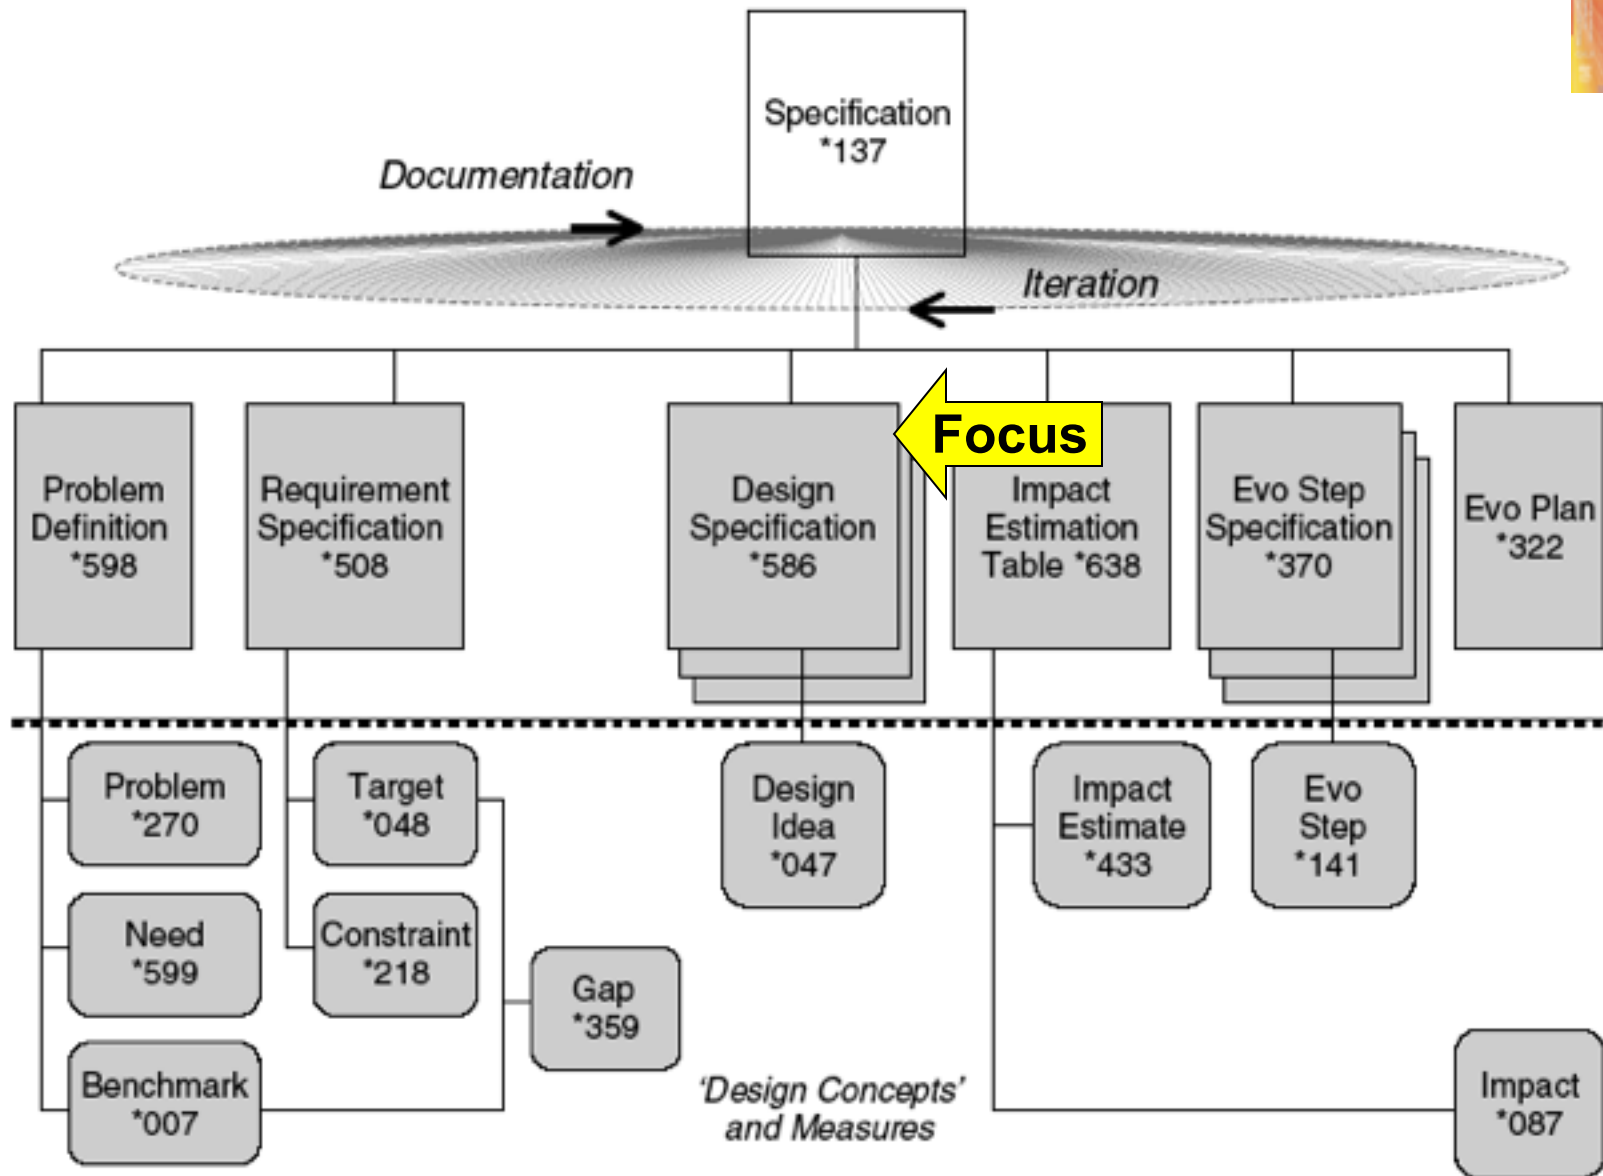 Specification
*137
Documentation
Iteration
Focus
Problem
Definition
*598
Requirement
Specification
*508
Design
Specification
*586
Impact
Estimation
Table *638
Evo Step
Specification
*370
Evo Plan
*322
Problem
*270
Target
*048
Design
Idea
*047
Impact
Estimate
*433
Evo
Step
*141
Need
*599
Constraint
*218
Gap
*359
Benchmark
*007
'Design Concepts'
and Measures
Impact
*087